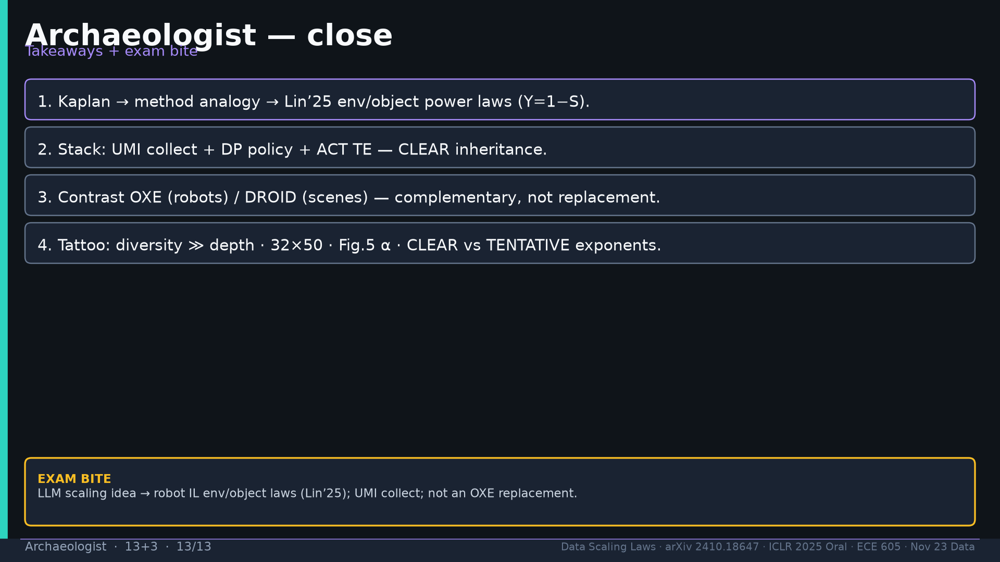 Archaeologist — close
Takeaways + exam bite
1. Kaplan → method analogy → Lin’25 env/object power laws (Y=1−S).
2. Stack: UMI collect + DP policy + ACT TE — CLEAR inheritance.
3. Contrast OXE (robots) / DROID (scenes) — complementary, not replacement.
4. Tattoo: diversity ≫ depth · 32×50 · Fig.5 α · CLEAR vs TENTATIVE exponents.
EXAM BITE
LLM scaling idea → robot IL env/object laws (Lin’25); UMI collect; not an OXE replacement.
Archaeologist · 13+3 · 13/13
Data Scaling Laws · arXiv 2410.18647 · ICLR 2025 Oral · ECE 605 · Nov 23 Data